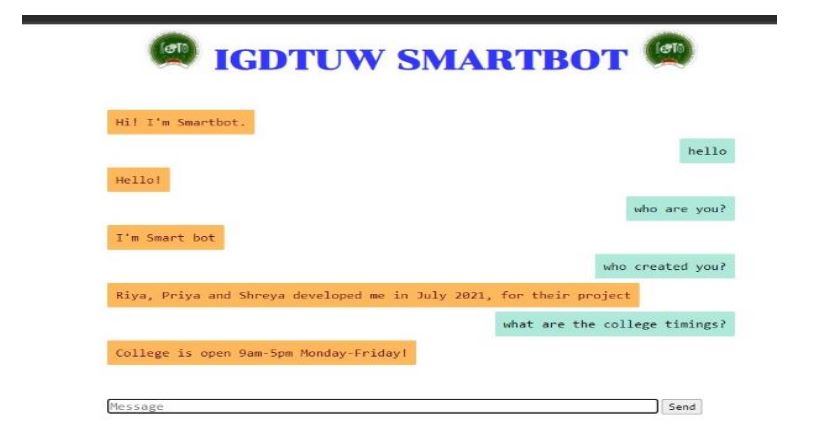 IGDTUW SMARTBOT
Hi! I'm Smartbot.
hello
Hello!
who are you?
I'm Smart bot
who created you?
Riya, Priya and Shreya developed me in July 2021, for their project
what are the college timings?
College is open 9am-5pm Monday-Friday!
Message
Send